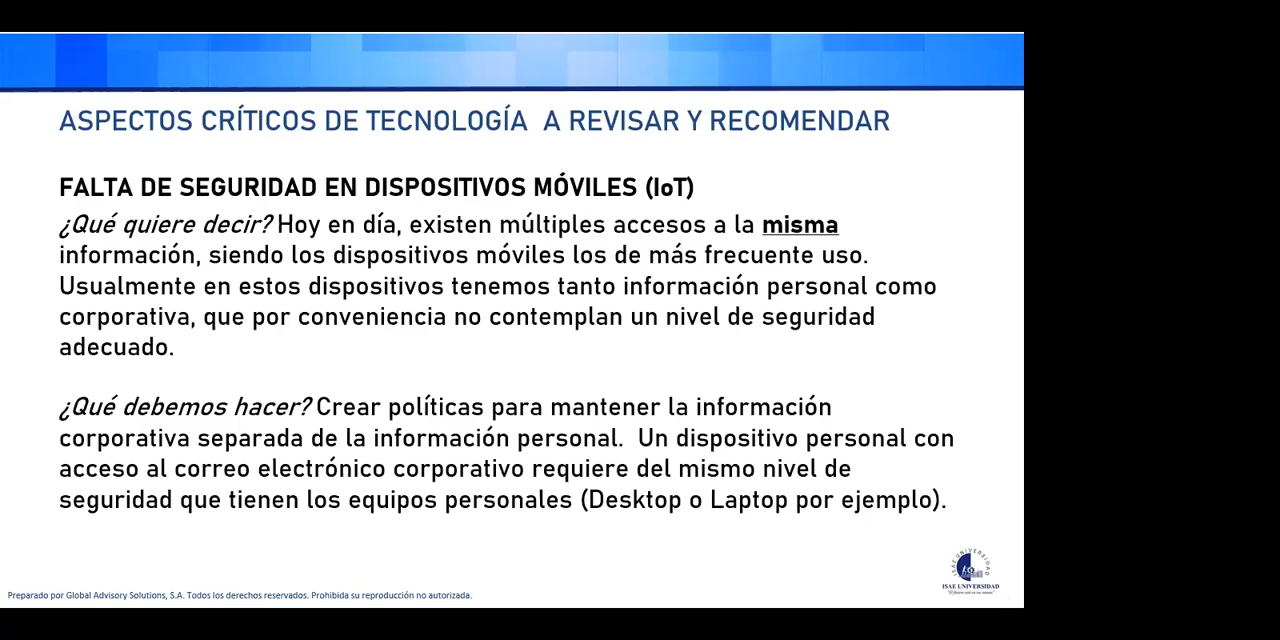 ASPECTOS CRÍTICOS DE TECNOLOGÍA A REVISAR Y RECOMENDAR
FALTA DE SEGURIDAD EN DISPOSITIVOS MÓVILES (IoT)
¿Qué quiere decir? Hoy en día, existen múltiples accesos a la misma
información, siendo los dispositivos móviles los de más frecuente uso.
Usualmente en estos dispositivos tenemos tanto información personal como
corporativa, que por conveniencia no contemplan un nivel de seguridad
adecuado.
¿Qué debemos hacer? Crear políticas para mantener la información
corporativa separada de la información personal. Un dispositivo personal con
acceso al correo electrónico corporativo requiere del mismo nivel de
seguridad que tienen los equipos personales (Desktop o Laptop por ejemplo).
ISAE UNIVERSIDAD
ISAE UNIVERSIDAD
Preparado por Global Advisory Solutions, S.A. Todos los derechos reservados. Prohibida su reproducción no autorizada.